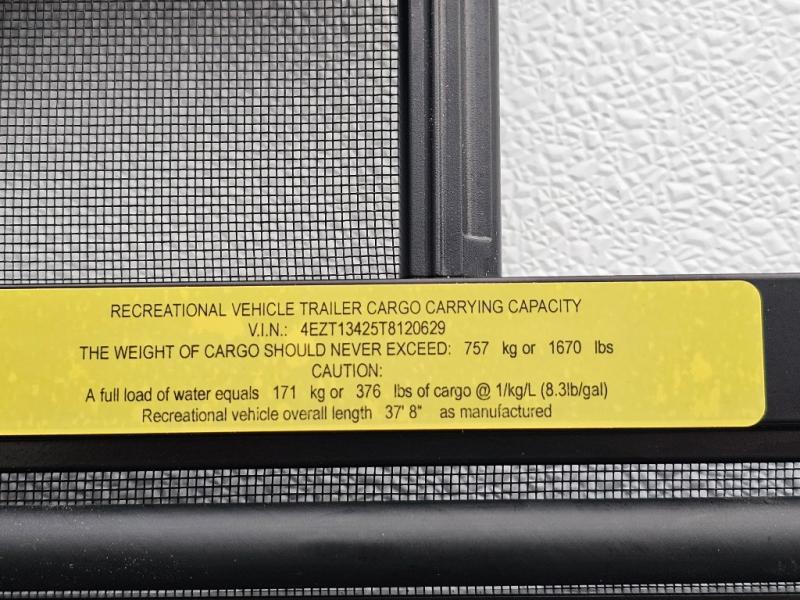 RECREATIONAL VEHICLE TRAILER CARGO CARRYING CAPACITY
V.I.N.: 4EZT13425T8120629
THE WEIGHT OF CARGO SHOULD NEVER EXCEED: 757 kg or 1670 lbs
CAUTION:
A full load of water equals 171 kg or 376 lbs of cargo @ 1/kg/L (8.3lb/gal)
Recreational vehicle overall length 37' 8" as manufactured